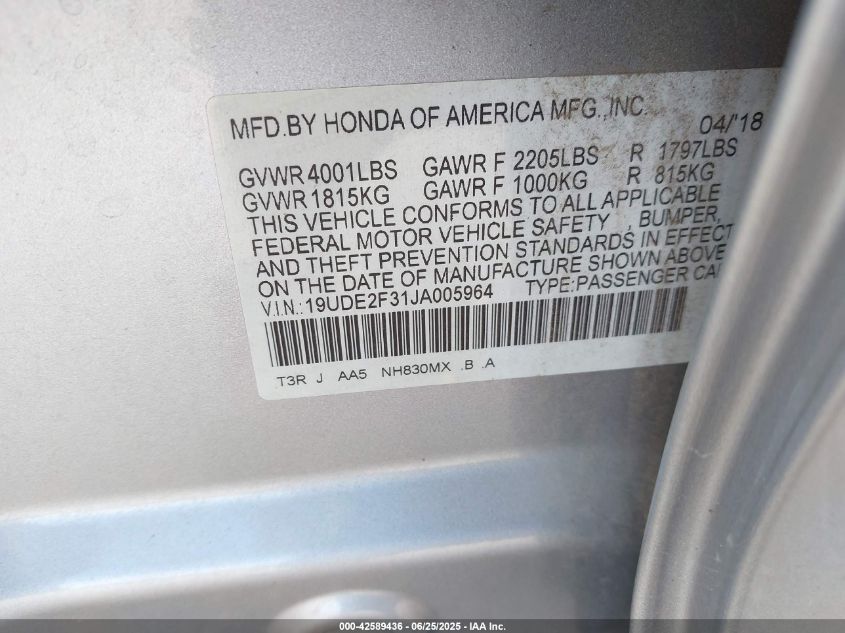 MFD.BY HONDA OF AMERICA MFG.,INC. 04/'18
GVWR 4001LBS GAWR F 2205LBS R 1797LBS
GVWR 1815KG GAWR F 1000KG R 815KG
THIS VEHICLE CONFORMS TO ALL APPLICABLE
FEDERAL MOTOR VEHICLE SAFETY , BUMPER,
AND THEFT PREVENTION STANDARDS IN EFFECT
ON THE DATE OF MANUFACTURE SHOWN ABOVE
V.I.N.: 19UDE2F31JA005964 TYPE:PASSENGER
T3R J AA5 NH830MX .B .A
000-42589436 - 06/25/2025 - IAA Inc.